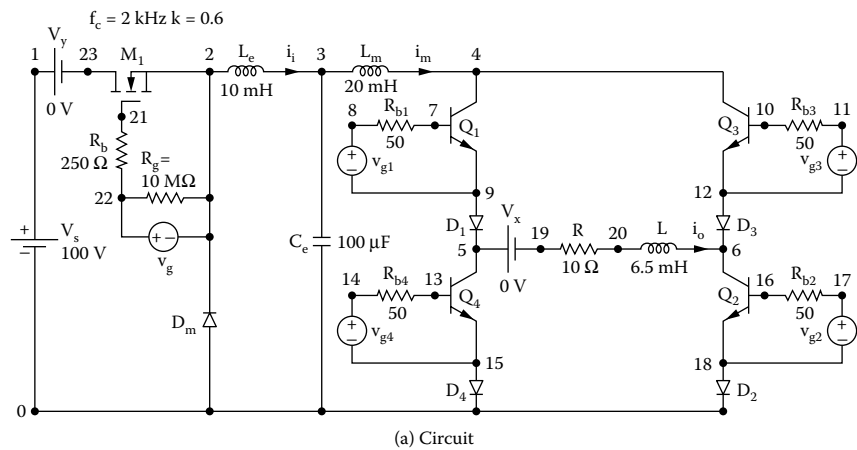 f_c = 2 kHz k = 0.6
1 V_y 23 M_1 2 L_e i_i 3 L_m i_m 4
0 V 10 mH 20 mH
21 8 R_b1 7 Q_1 Q_3 10 R_b3 11
R_b 50 50
250 Ω R_g= v_g1 v_g3
10 MΩ
22 9 12
+ V_s + − D_1 V_x 19 R 20 L i_o D_3
− 100 V v_g C_e 100 μF 5 6
0 V 10 Ω 6.5 mH
14 R_b4 13 Q_4 Q_2 16 R_b2 17
50 50
D_m v_g4 v_g2
15 18
D_4 D_2
0
+ − + − + − + −
(a) Circuit